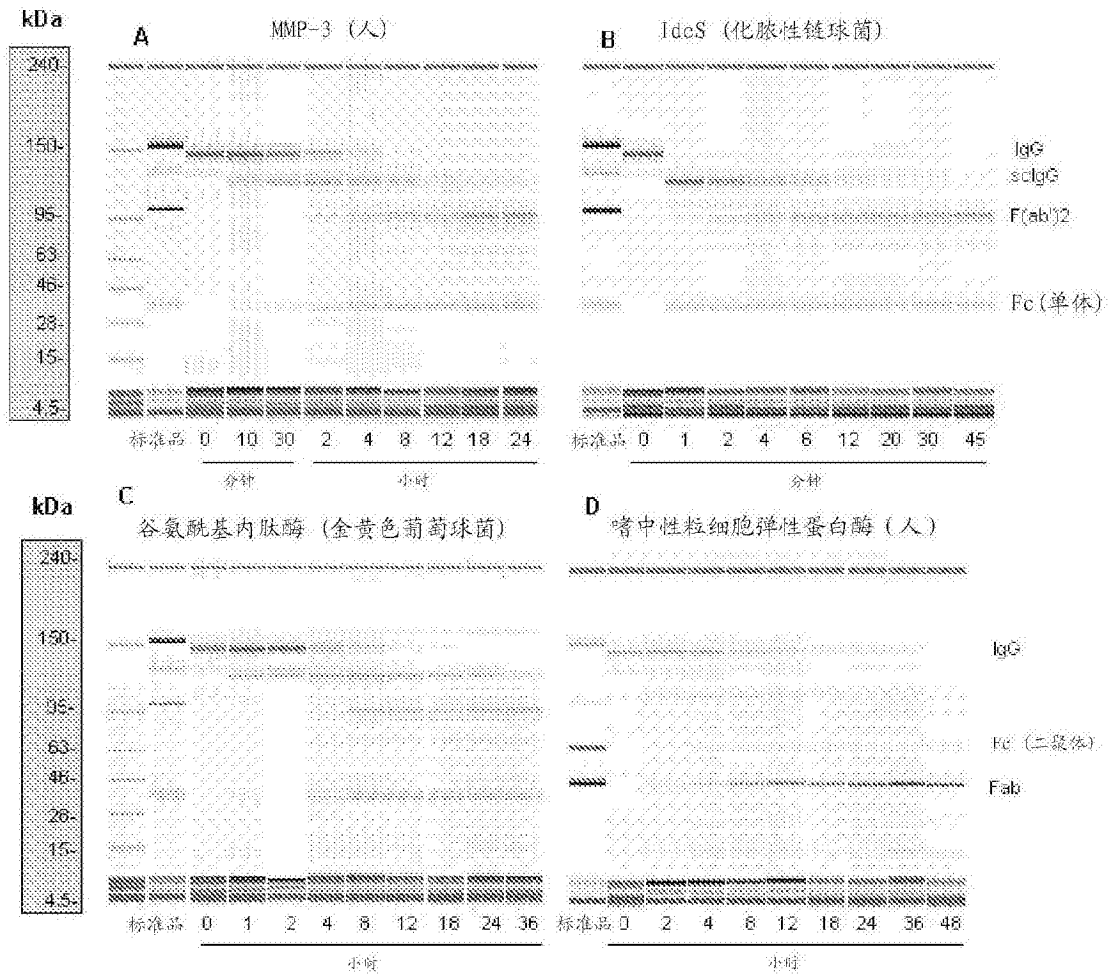 kDa
A
MMP-3 (人)
B
IdeS (化脓性链球菌)
240
150-
95-
63-
46-
28-
15-
4.5-
IgG
scIgG
F(ab')2
Fc (单体)
标准品 0 10 30 2 4 8 12 18 24
分钟 小时
标准品 0 1 2 4 6 12 20 30 45
分钟
kDa
C
谷氨酰基内肽酶 (金黄色葡萄球菌)
D
嗜中性粒细胞弹性蛋白酶 (人)
240-
150-
95-
63-
46-
28-
15-
4.5-
IgG
Fc (二聚体)
Fab
标准品 0 1 2 4 8 12 18 24 36
小时
标准品 0 2 4 8 12 18 24 36 48
小时